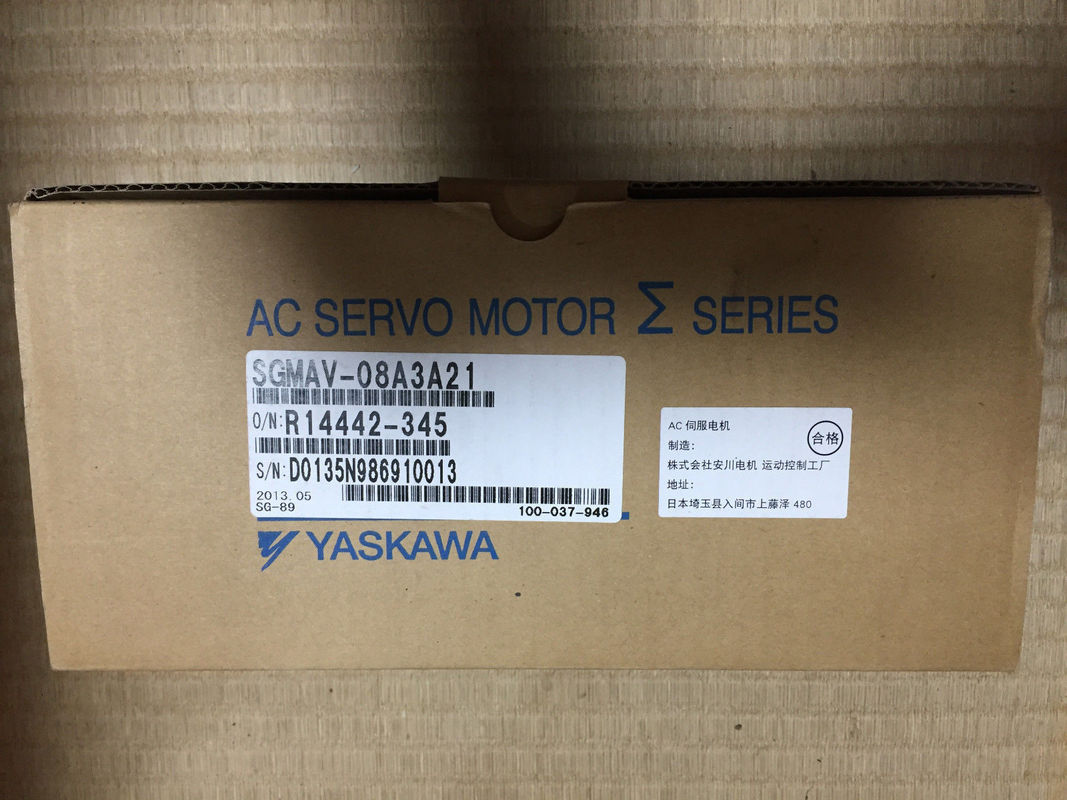 AC SERVO MOTOR Σ SERIES
SGMAV-08A3A21
O/N:R14442-345
S/N:D0135N986910013
2013.05
SG-89
100-037-946
YASKAWA
AC 伺服电机
合格
制造：
株式会社安川电机 运动控制工厂
地址：
日本埼玉县入间市上藤泽 480